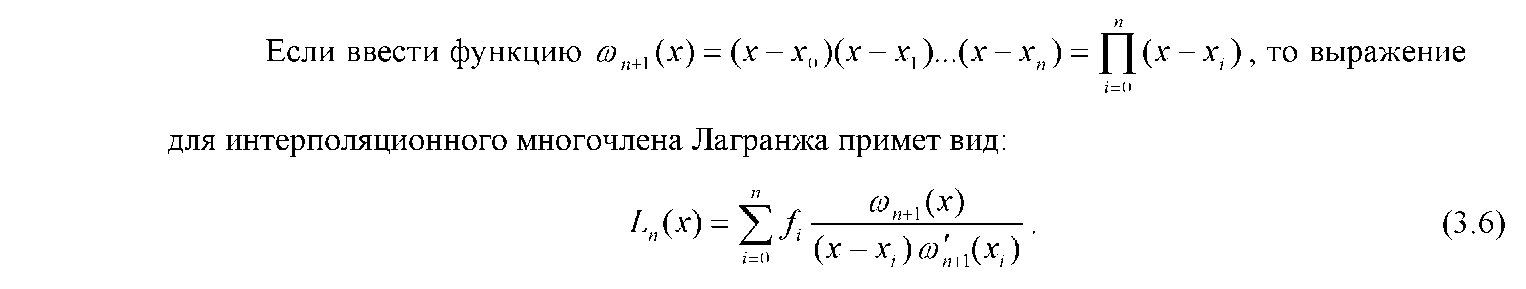 Если ввести функцию ω_{n+1}(x) = (x − x_0)(x − x_1)...(x − x_n) = ∏_{i=0}^{n}(x − x_i), то выражение
для интерполяционного многочлена Лагранжа примет вид:
L_n(x) = ∑_{i=0}^{n} f_i \frac{ω_{n+1}(x)}{(x − x_i) ω′_{n+1}(x_i)}. (3.6)